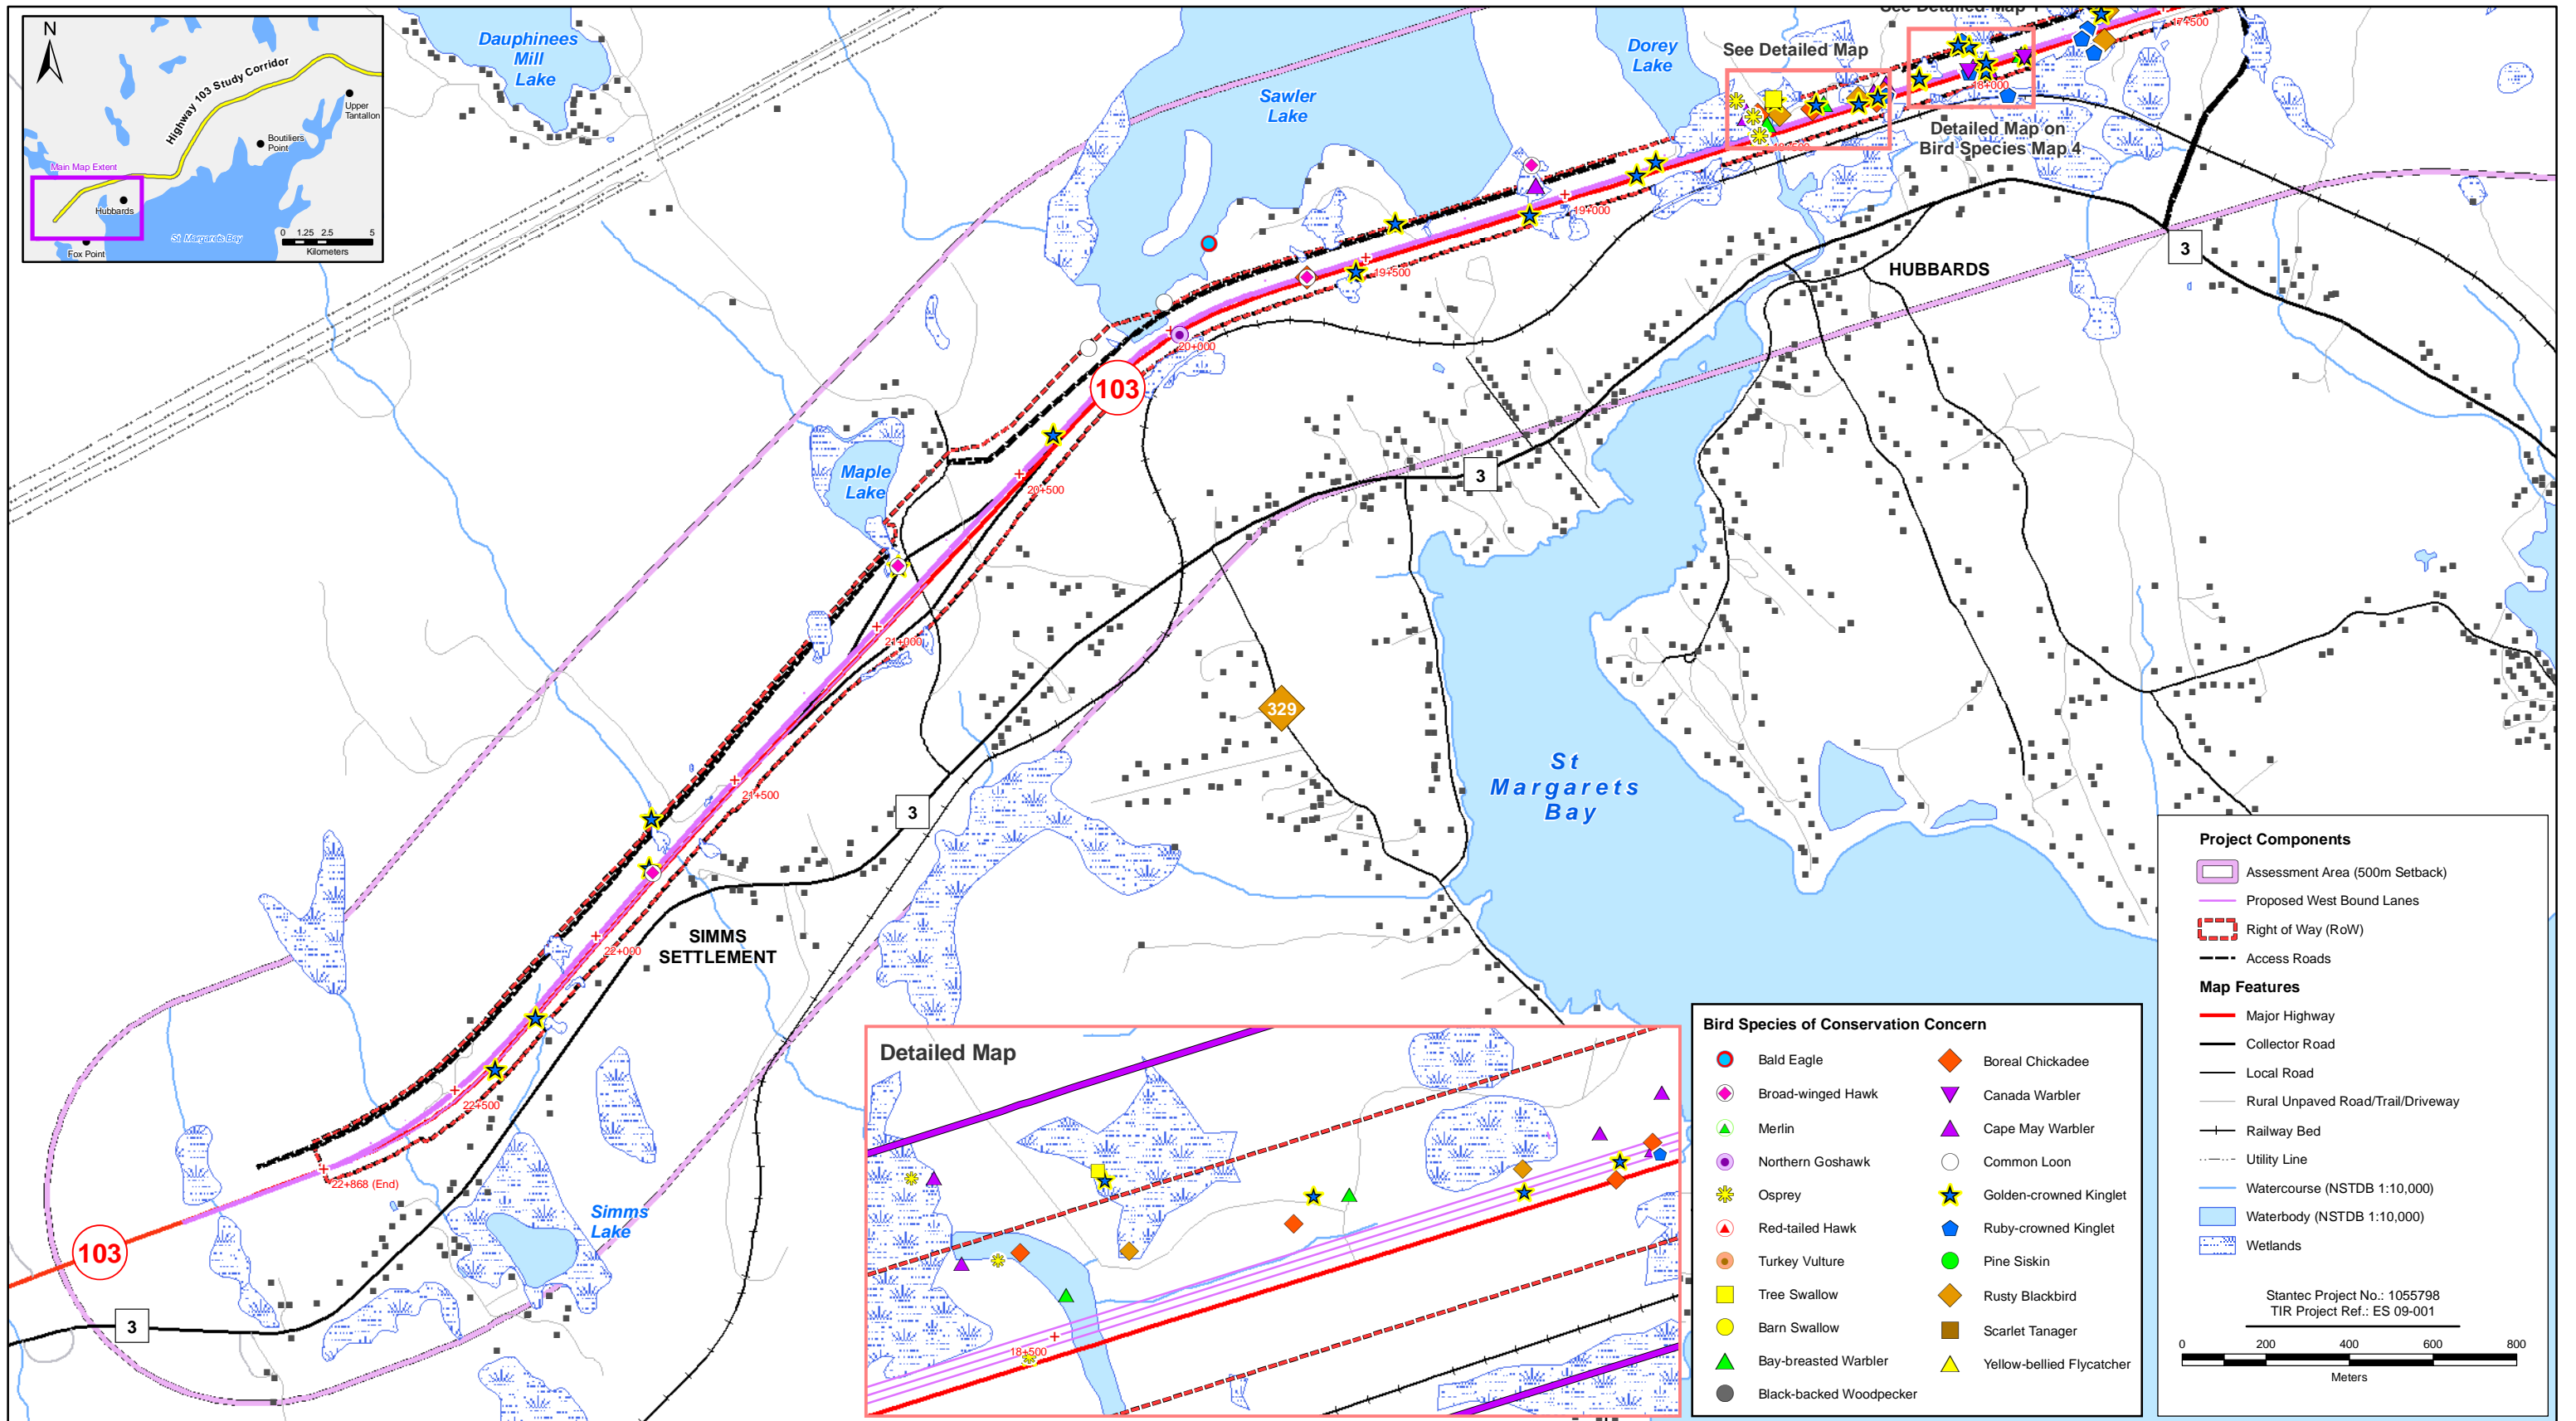 N
Highway 103 Study Corridor
Upper
Tantallon
Boutiliers
Point
Main Map Extent
Hubbards
St. Margarets Bay
Fox Point
0 1.25 2.5 5
Kilometers
Dauphinees
Mill
Lake
Sawler
Lake
Dorey
Lake
See Detailed Map
See Detailed Map
17+500
18+000
Detailed Map on
Bird Species Map 4
19+000
19+500
20+000
HUBBARDS
3
103
Maple
Lake
20+500
3
21+000
329
21+500
3
St
Margarets
Bay
22+000
SIMMS
SETTLEMENT
22+500
22+868 (End)
Simms
Lake
103
3
Detailed Map
18+500
Bird Species of Conservation Concern
Bald Eagle
Broad-winged Hawk
Merlin
Northern Goshawk
Osprey
Red-tailed Hawk
Turkey Vulture
Tree Swallow
Barn Swallow
Bay-breasted Warbler
Black-backed Woodpecker
Boreal Chickadee
Canada Warbler
Cape May Warbler
Common Loon
Golden-crowned Kinglet
Ruby-crowned Kinglet
Pine Siskin
Rusty Blackbird
Scarlet Tanager
Yellow-bellied Flycatcher
Project Components
Assessment Area (500m Setback)
Proposed West Bound Lanes
Right of Way (RoW)
Access Roads
Map Features
Major Highway
Collector Road
Local Road
Rural Unpaved Road/Trail/Driveway
Railway Bed
Utility Line
Watercourse (NSTDB 1:10,000)
Waterbody (NSTDB 1:10,000)
Wetlands
Stantec Project No.: 1055798
TIR Project Ref.: ES 09-001
0 200 400 600 800
Meters